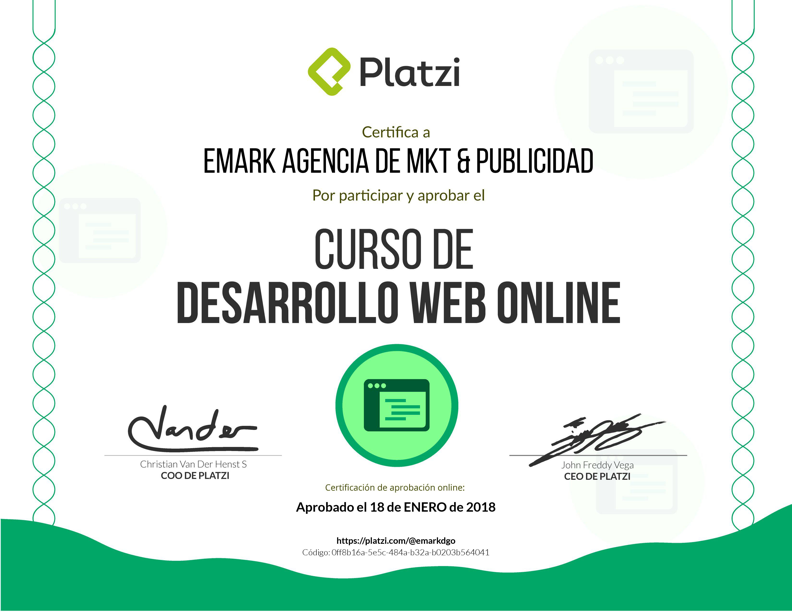 Platzi
Certifica a
EMARK AGENCIA DE MKT & PUBLICIDAD
Por participar y aprobar el
CURSO DE
DESARROLLO WEB ONLINE
Vander
Christian Van Der Henst S
COO DE PLATZI
John Freddy Vega
CEO DE PLATZI
Certificación de aprobación online:
Aprobado el 18 de ENERO de 2018
https://platzi.com/@emarkdgo
Código: 0ff8b16a-5e5c-484a-b32a-b0203b564041